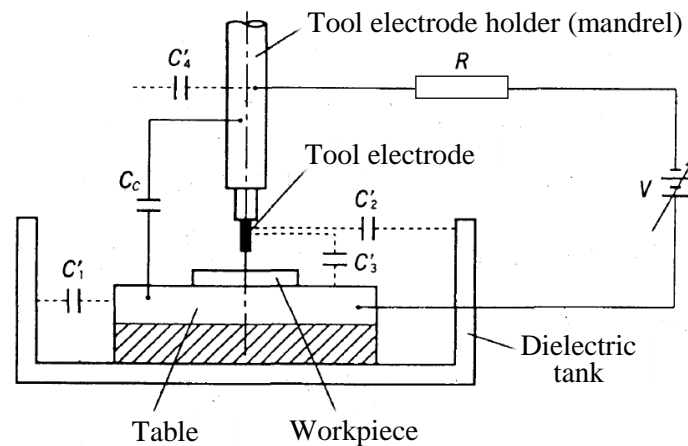 Tool electrode holder (mandrel)
C'4
R
Tool electrode
Cc
C'2
V
C'3
C'1
Dielectric
tank
Table
Workpiece